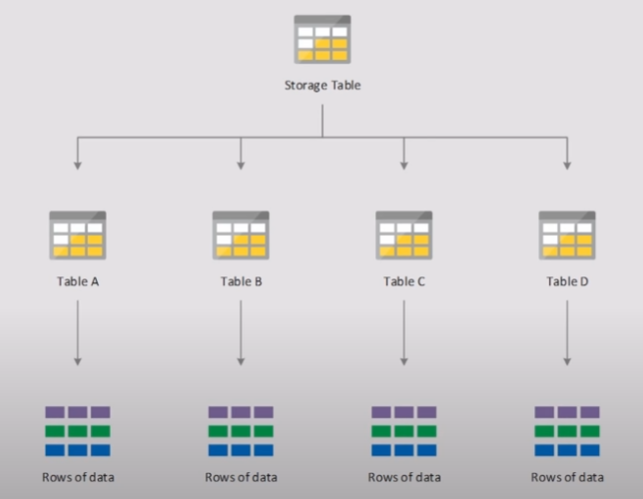 Storage Table
Table A
Table B
Table C
Table D
Rows of data
Rows of data
Rows of data
Rows of data